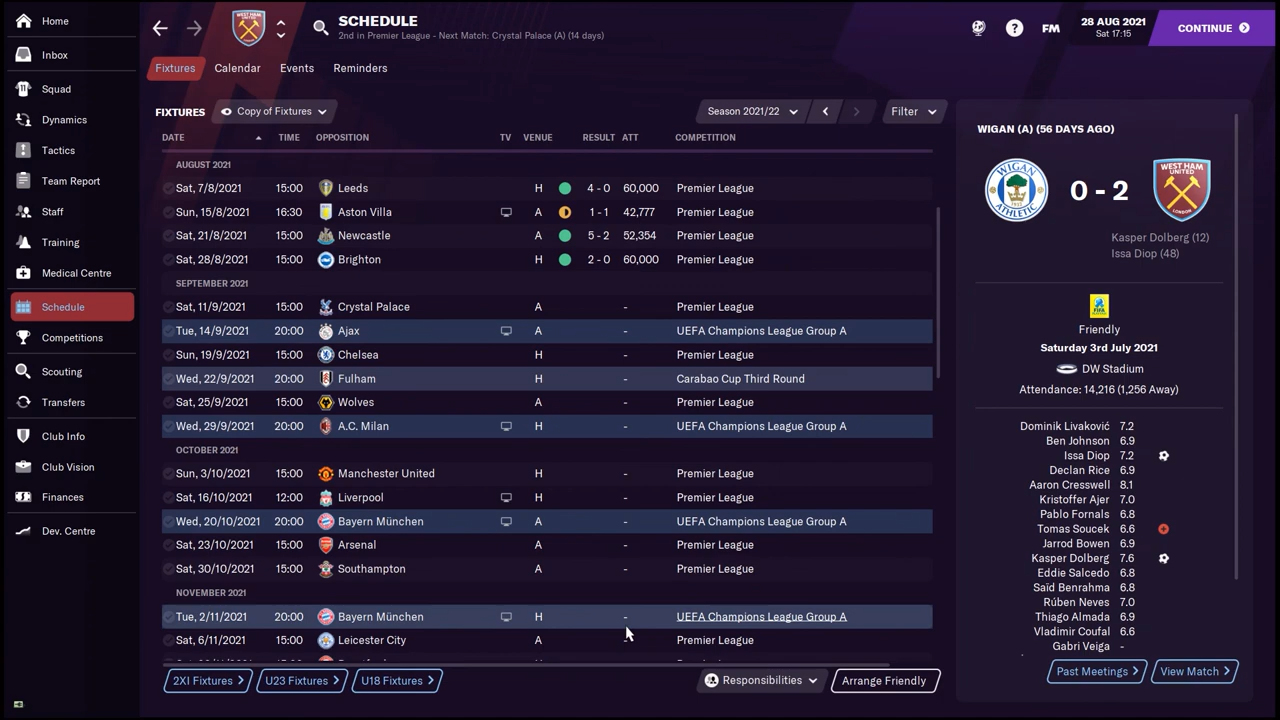 Home
Inbox
Squad
Dynamics
Tactics
Team Report
Staff
Training
Medical Centre
Schedule
Competitions
Scouting
Transfers
Club Info
Club Vision
Finances
Dev. Centre
SCHEDULE
2nd in Premier League - Next Match: Crystal Palace (A) (14 days)
FM
28 AUG 2021
Sat 17:15
CONTINUE
Fixtures Calendar Events Reminders
FIXTURES Copy of Fixtures Season 2021/22 Filter
DATE TIME OPPOSITION TV VENUE RESULT ATT COMPETITION
AUGUST 2021
Sat, 7/8/2021 15:00 Leeds H 4 - 0 60,000 Premier League
Sun, 15/8/2021 16:30 Aston Villa A 1 - 1 42,777 Premier League
Sat, 21/8/2021 15:00 Newcastle A 5 - 2 52,354 Premier League
Sat, 28/8/2021 15:00 Brighton H 2 - 0 60,000 Premier League
SEPTEMBER 2021
Sat, 11/9/2021 15:00 Crystal Palace A - Premier League
Tue, 14/9/2021 20:00 Ajax A - UEFA Champions League Group A
Sun, 19/9/2021 15:00 Chelsea H - Premier League
Wed, 22/9/2021 20:00 Fulham H - Carabao Cup Third Round
Sat, 25/9/2021 15:00 Wolves A - Premier League
Wed, 29/9/2021 20:00 A.C. Milan H - UEFA Champions League Group A
OCTOBER 2021
Sun, 3/10/2021 15:00 Manchester United H - Premier League
Sat, 16/10/2021 12:00 Liverpool H - Premier League
Wed, 20/10/2021 20:00 Bayern München A - UEFA Champions League Group A
Sat, 23/10/2021 15:00 Arsenal A - Premier League
Sat, 30/10/2021 15:00 Southampton A - Premier League
NOVEMBER 2021
Tue, 2/11/2021 20:00 Bayern München H - UEFA Champions League Group A
Sat, 6/11/2021 15:00 Leicester City A - Premier League
2XI Fixtures U23 Fixtures U18 Fixtures Responsibilities Arrange Friendly
WIGAN (A) (56 DAYS AGO)
0 - 2
Kasper Dolberg (12)
Issa Diop (48)
Friendly
Saturday 3rd July 2021
DW Stadium
Attendance: 14,216 (1,256 Away)
Dominik Livaković 7.2
Ben Johnson 6.9
Issa Diop 7.2
Declan Rice 6.9
Aaron Cresswell 8.1
Kristoffer Ajer 7.0
Pablo Fornals 6.8
Tomas Soucek 6.6
Jarrod Bowen 6.9
Kasper Dolberg 7.6
Eddie Salcedo 6.8
Saïd Benrahma 6.8
Rúben Neves 7.0
Thiago Almada 6.9
Vladimir Coufal 6.6
Gabri Veiga -
Past Meetings View Match